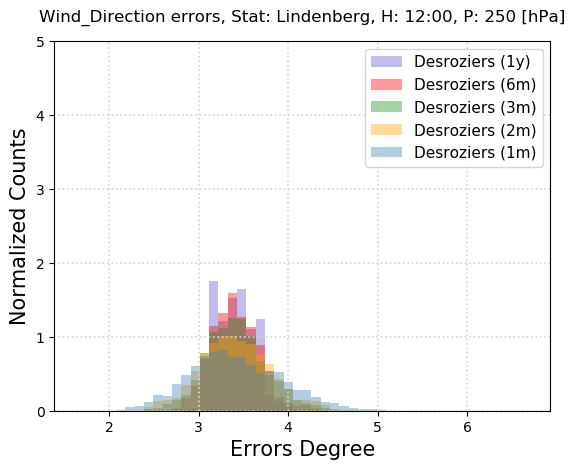 Wind_Direction errors, Stat: Lindenberg, H: 12:00, P: 250 [hPa]
5
4
3
2
1
0
Normalized Counts
Desroziers (1y)
Desroziers (6m)
Desroziers (3m)
Desroziers (2m)
Desroziers (1m)
2 3 4 5 6
Errors Degree